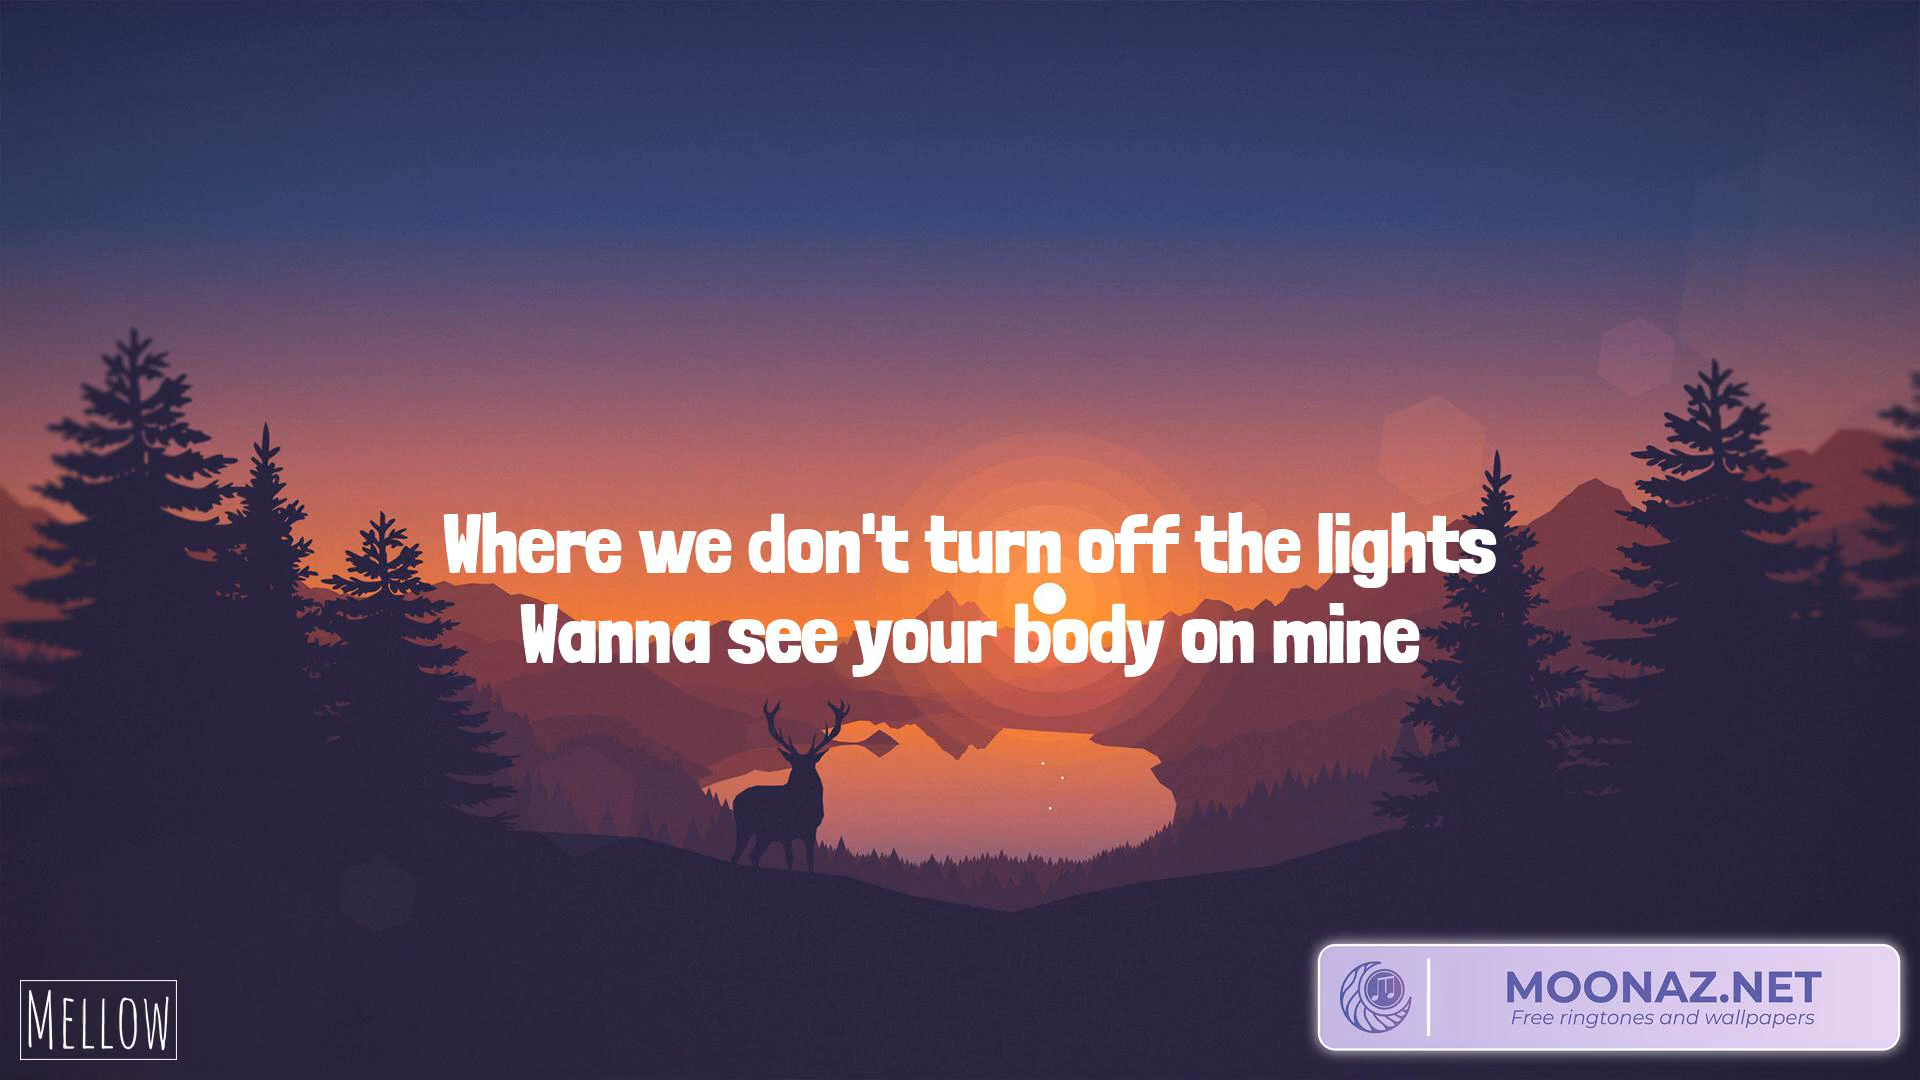 Where we don't turn off the lights
Wanna see your body on mine
MELLOW
MOONAZ.NET
Free ringtones and wallpapers